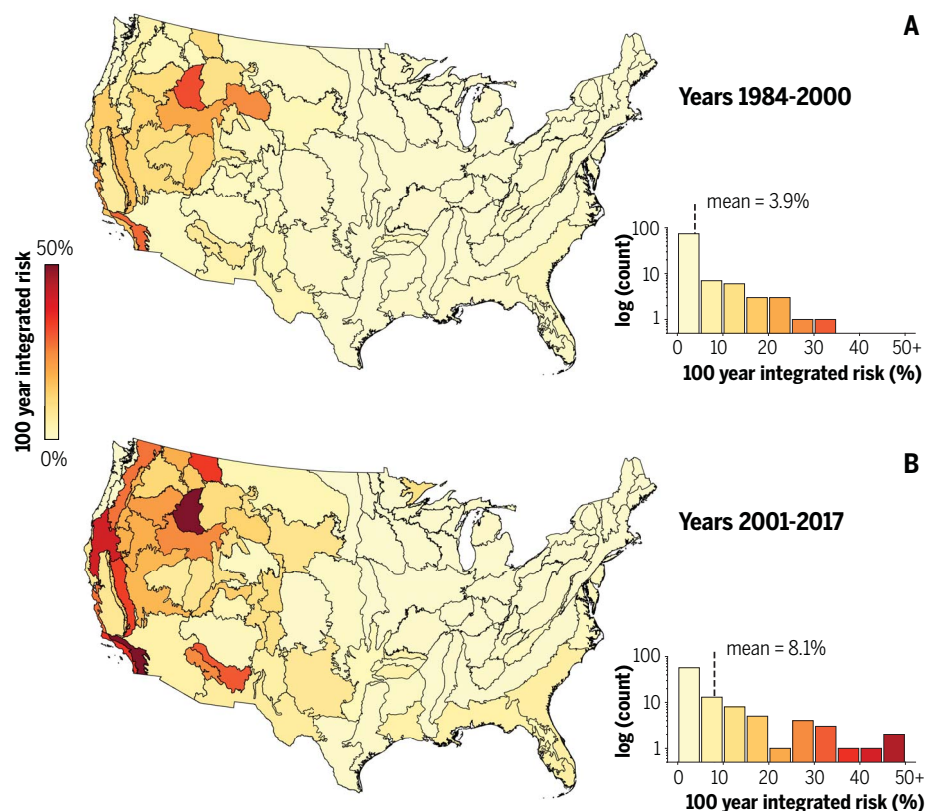 A
Years 1984-2000
mean = 3.9%
log (count)
100
10
1
0 10 20 30 40 50+
100 year integrated risk (%)
100 year integrated risk
50%
0%
B
Years 2001-2017
mean = 8.1%
log (count)
100
10
1
0 10 20 30 40 50+
100 year integrated risk (%)